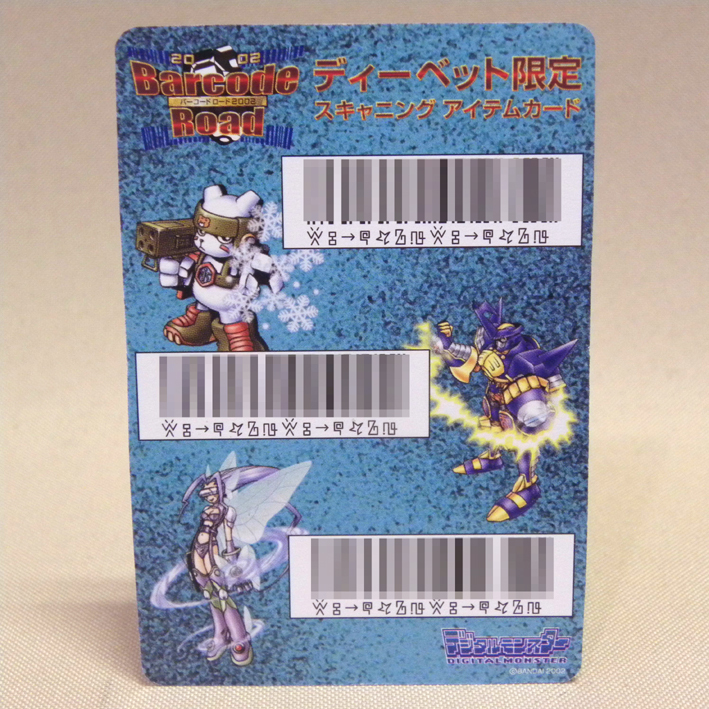 2002
Barcode
バーコードロード2002
Road
ディーベット限定
スキャニング アイテムカード
デジタルモンスター
DIGITALMONSTER